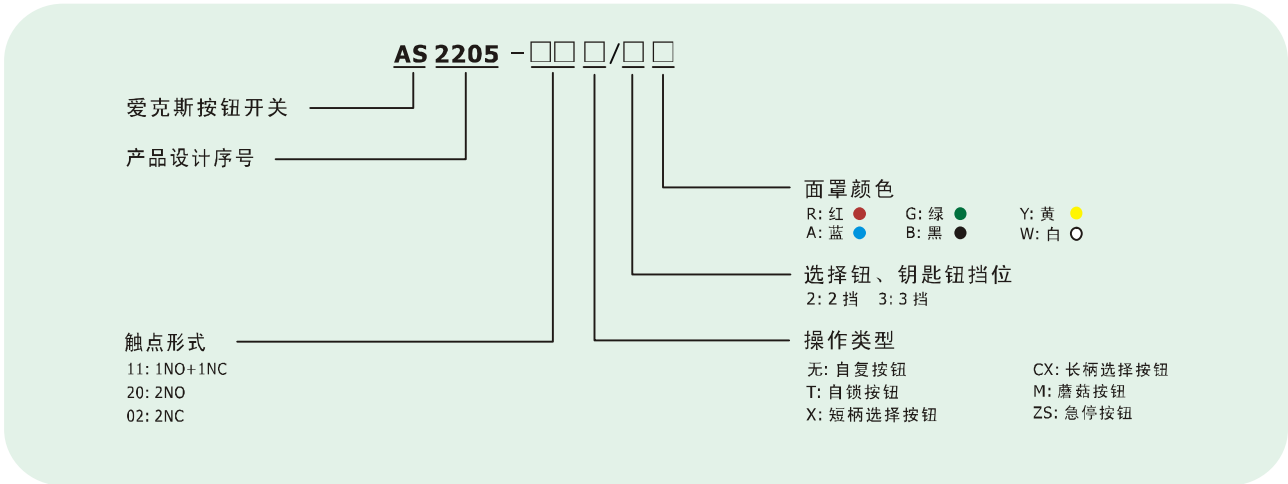 AS 2205 -□□ □/□ □
爱克斯按钮开关
产品设计序号
面罩颜色
R: 红 G: 绿 Y: 黄
A: 蓝 B: 黑 W: 白
选择钮、钥匙钮挡位
2: 2 挡 3: 3 挡
触点形式
11: 1NO+1NC
20: 2NO
02: 2NC
操作类型
无: 自复按钮 CX: 长柄选择按钮
T: 自锁按钮 M: 蘑菇按钮
X: 短柄选择按钮 ZS: 急停按钮